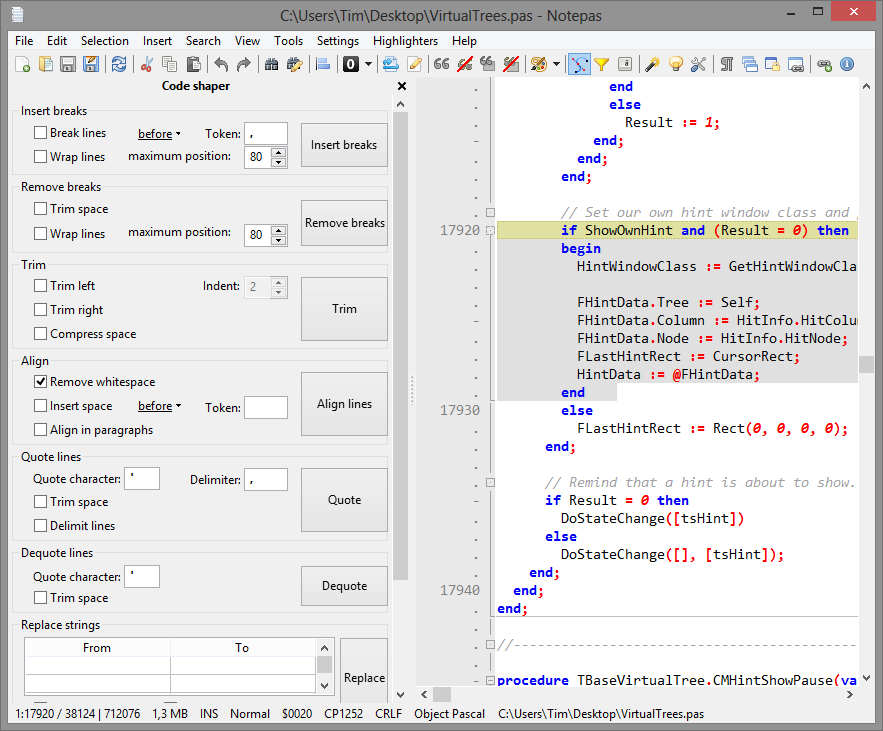 C:\Users\Tim\Desktop\VirtualTrees.pas - Notepas
File Edit Selection Insert Search View Tools Settings Highlighters Help
0
a
Code shaper
Insert breaks
Break lines before Token: ,
Wrap lines maximum position: 80
Insert breaks
Remove breaks
Trim space
Wrap lines maximum position: 80
Remove breaks
Trim
Trim left Indent: 2
Trim right
Compress space
Trim
Align
Remove whitespace
Insert space before Token:
Align in paragraphs
Align lines
Quote lines
Quote character: ' Delimiter: ,
Trim space
Delimit lines
Quote
Dequote lines
Quote character: '
Trim space
Dequote
Replace strings
From To
Replace
end
else
Result := 1;
end;
end;
end;
// Set our own hint window class and
17920 if ShowOwnHint and (Result = 0) then
begin
HintWindowClass := GetHintWindowCla
FHintData.Tree := Self;
FHintData.Column := HitInfo.HitColu
FHintData.Node := HitInfo.HitNode;
FLastHintRect := CursorRect;
HintData := @FHintData;
end
17930 else
FLastHintRect := Rect(0, 0, 0, 0);
end;
// Remind that a hint is about to show.
if Result = 0 then
DoStateChange([tsHint])
else
DoStateChange([], [tsHint]);
end;
17940 end;
end;
//-------------------------------------------
procedure TBaseVirtualTree.CMHintShowPause(va
1:17920 / 38124 | 712076 1,3 MB INS Normal $0020 CP1252 CRLF Object Pascal C:\Users\Tim\Desktop\VirtualTrees.pas